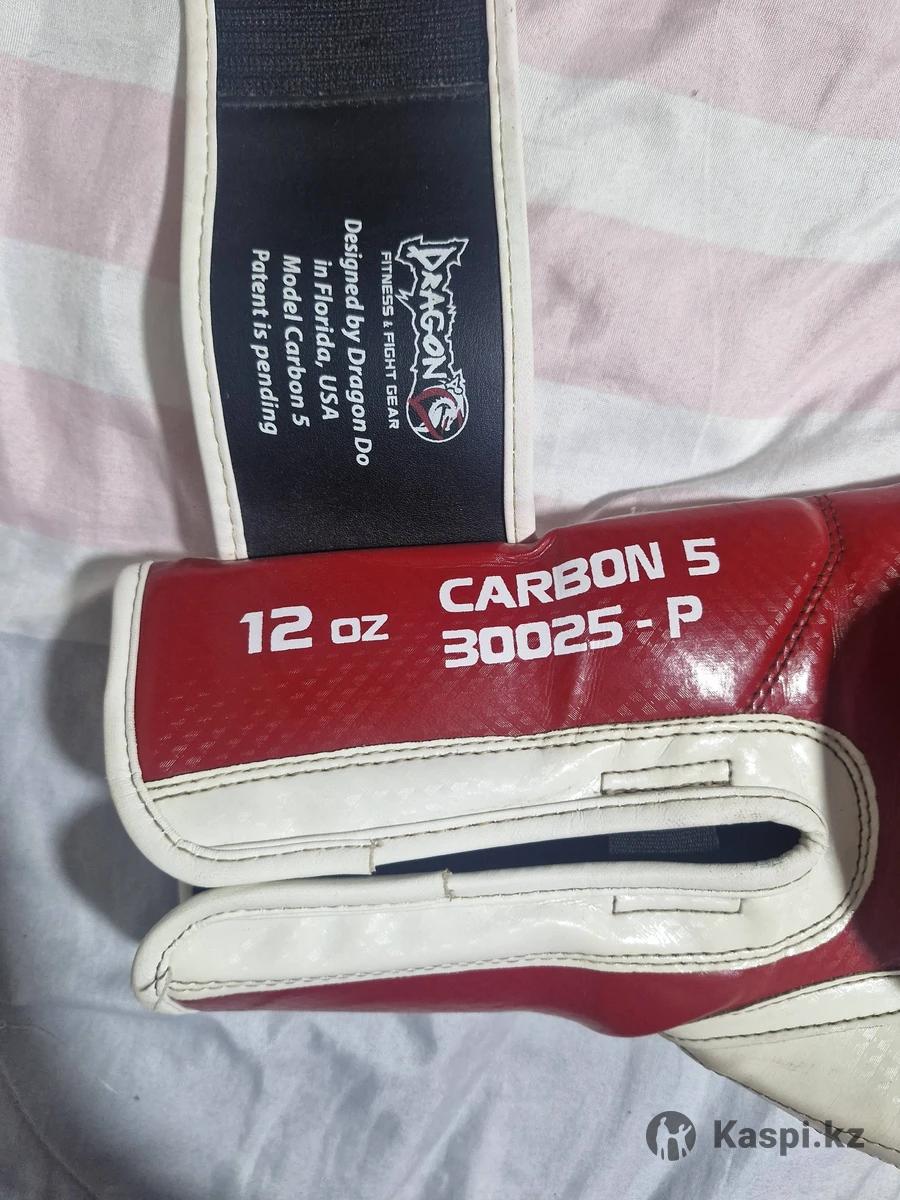 DRAGON
FITNESS & FIGHT GEAR
Designed by Dragon Do
in Florida, USA
Model Carbon 5
Patent is pending
12 oz
CARBON 5
30025-P
Kaspi.kz